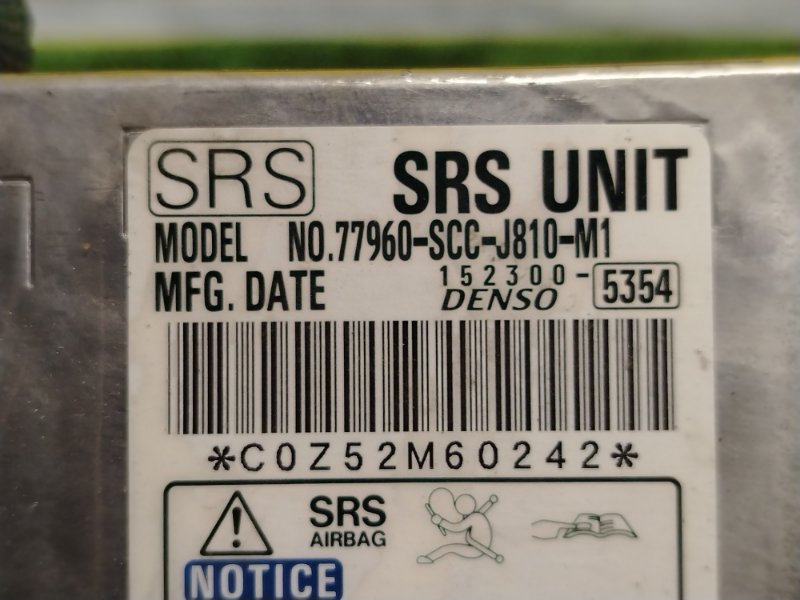 SRS SRS UNIT
MODEL NO.77960-SCC-J810-M1
MFG. DATE 152300-5354
DENSO
*C0Z52M60242*
SRS
AIRBAG
NOTICE